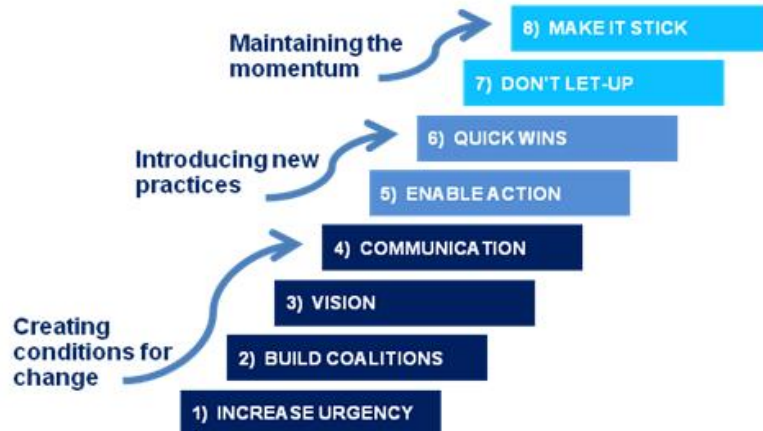 Maintaining the
momentum
8) MAKE IT STICK
7) DON'T LET-UP
Introducing new
practices
6) QUICK WINS
5) ENABLE ACTION
Creating
conditions for
change
4) COMMUNICATION
3) VISION
2) BUILD COALITIONS
1) INCREASE URGENCY